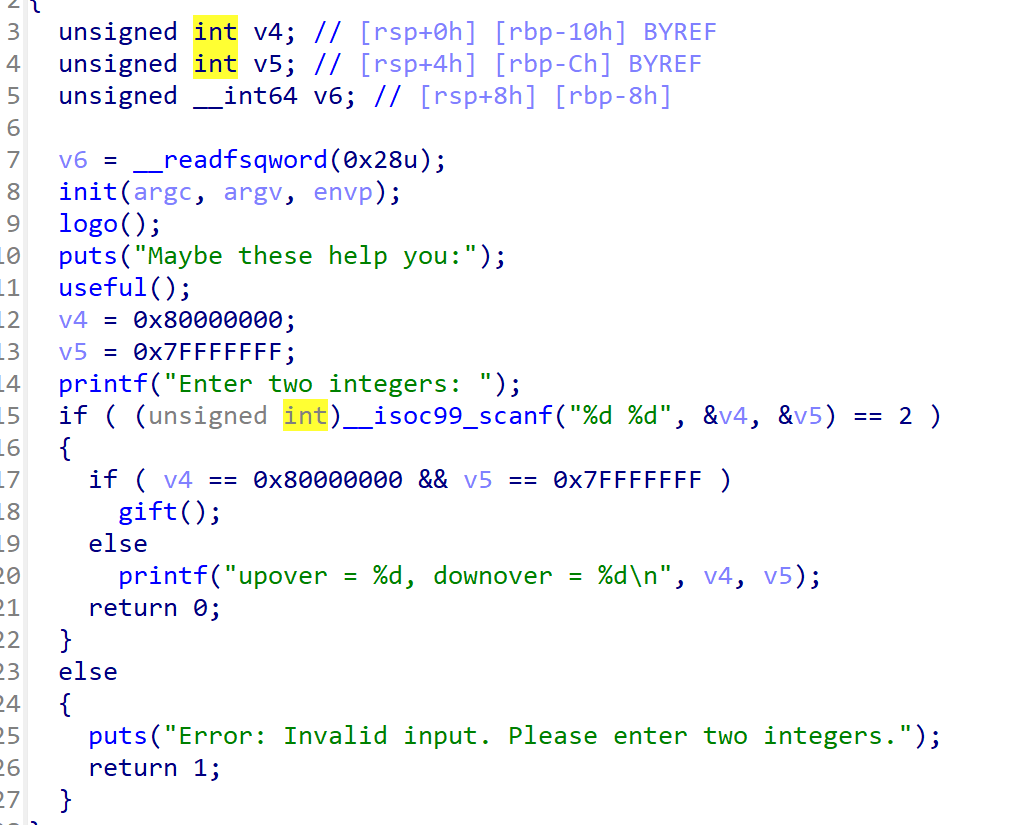 2 {
3 unsigned int v4; // [rsp+0h] [rbp-10h] BYREF
4 unsigned int v5; // [rsp+4h] [rbp-Ch] BYREF
5 unsigned __int64 v6; // [rsp+8h] [rbp-8h]
6
7 v6 = __readfsqword(0x28u);
8 init(argc, argv, envp);
9 logo();
10 puts("Maybe these help you:");
11 useful();
12 v4 = 0x80000000;
13 v5 = 0x7FFFFFFF;
14 printf("Enter two integers: ");
15 if ( (unsigned int)__isoc99_scanf("%d %d", &v4, &v5) == 2 )
16 {
17 if ( v4 == 0x80000000 && v5 == 0x7FFFFFFF )
18 gift();
19 else
20 printf("upover = %d, downover = %d\n", v4, v5);
21 return 0;
22 }
23 else
24 {
25 puts("Error: Invalid input. Please enter two integers.");
26 return 1;
27 }